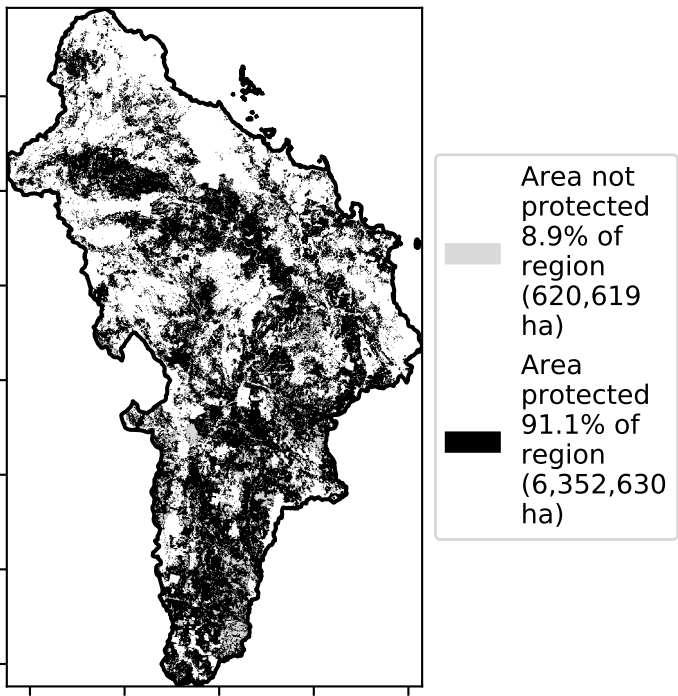 Area not
protected
8.9% of
region
(620,619
ha)
Area
protected
91.1% of
region
(6,352,630
ha)